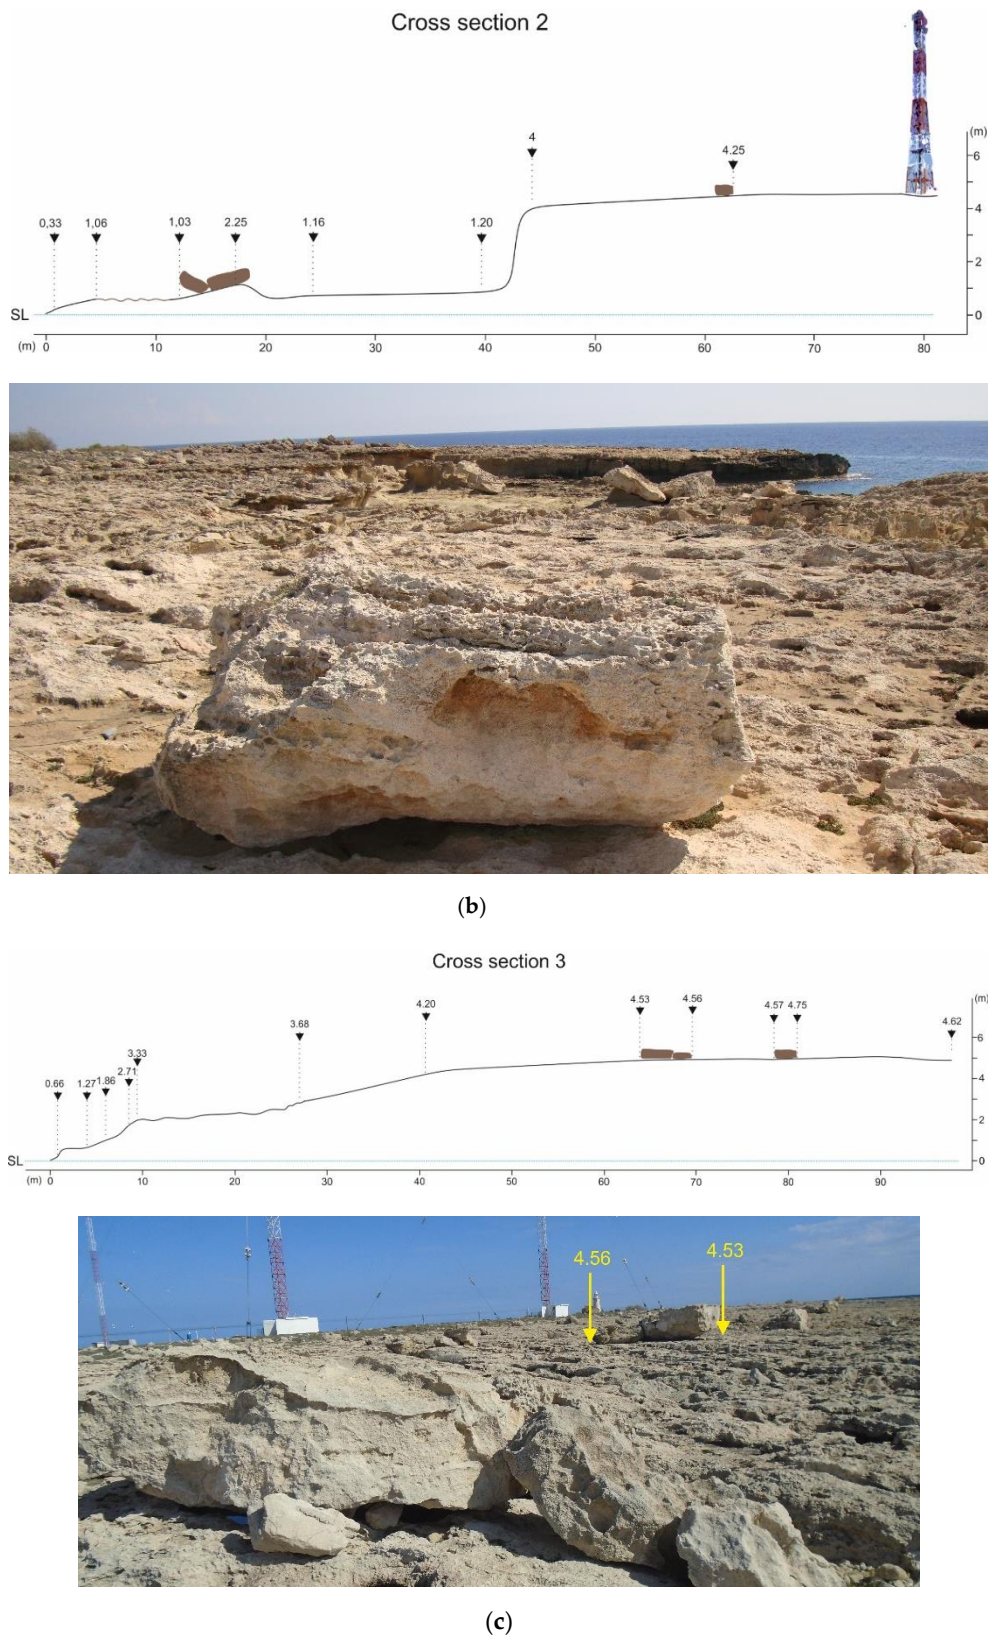 Cross section 2
(m)
6
4
4.25
4
0,33
1,06
1,03
2.25
1.16
1.20
2
SL
0
(m) 0 10 20 30 40 50 60 70 80
(b)
Cross section 3
(m)
4.53 4.56 4.57 4.75
4.20
3.68
4.62
6
3.33
2.71
0.66 1.27 1.86
4
2
SL
0
(m) 0 10 20 30 40 50 60 70 80 90
4.56 4.53
(c)